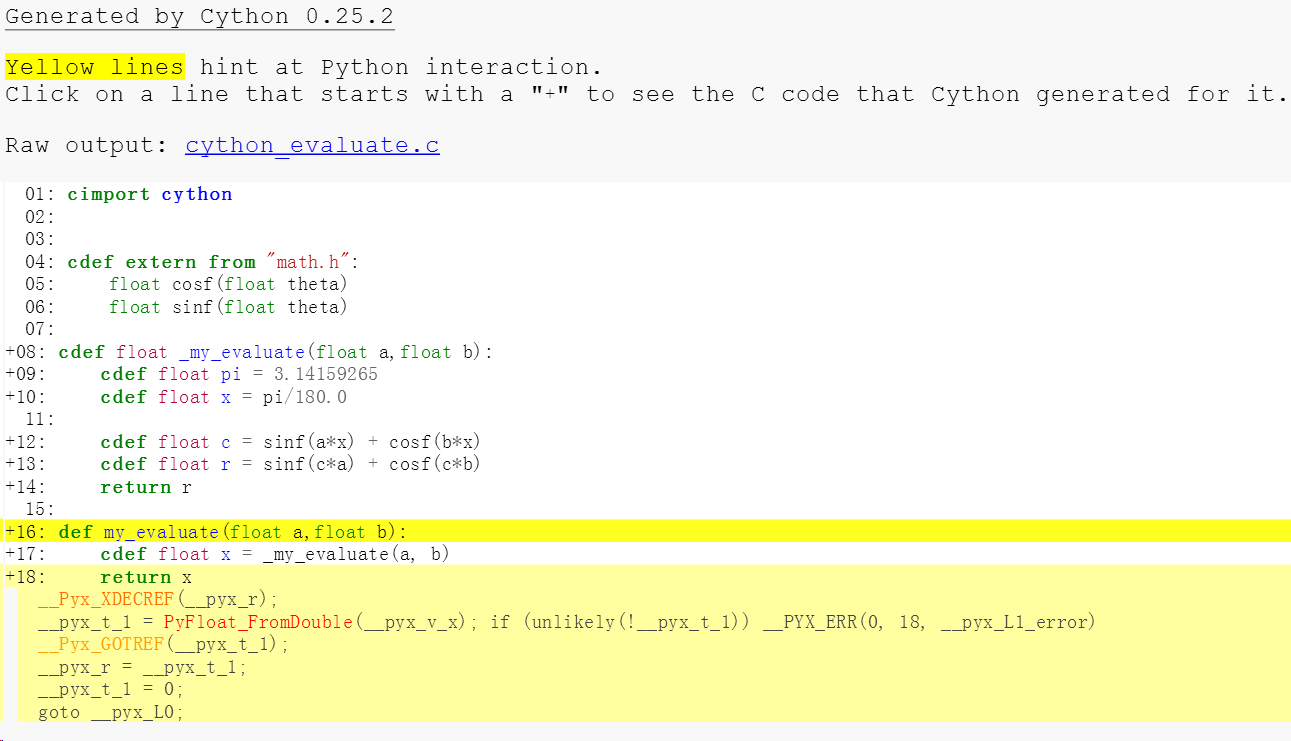 Generated by Cython 0.25.2
Yellow lines hint at Python interaction.
Click on a line that starts with a "+" to see the C code that Cython generated for it.
Raw output: cython_evaluate.c
01: cimport cython
02:
03:
04: cdef extern from "math.h":
05:     float cosf(float theta)
06:     float sinf(float theta)
07:
+08: cdef float _my_evaluate(float a,float b):
+09:     cdef float pi = 3.14159265
+10:     cdef float x = pi/180.0
11:
+12:     cdef float c = sinf(a*x) + cosf(b*x)
+13:     cdef float r = sinf(c*a) + cosf(c*b)
+14:     return r
15:
+16: def my_evaluate(float a,float b):
+17:     cdef float x = _my_evaluate(a, b)
+18:     return x
__Pyx_XDECREF(__pyx_r);
__pyx_t_1 = PyFloat_FromDouble(__pyx_v_x); if (unlikely(!__pyx_t_1)) __PYX_ERR(0, 18, __pyx_L1_error)
__Pyx_GOTREF(__pyx_t_1);
__pyx_r = __pyx_t_1;
__pyx_t_1 = 0;
goto __pyx_L0;